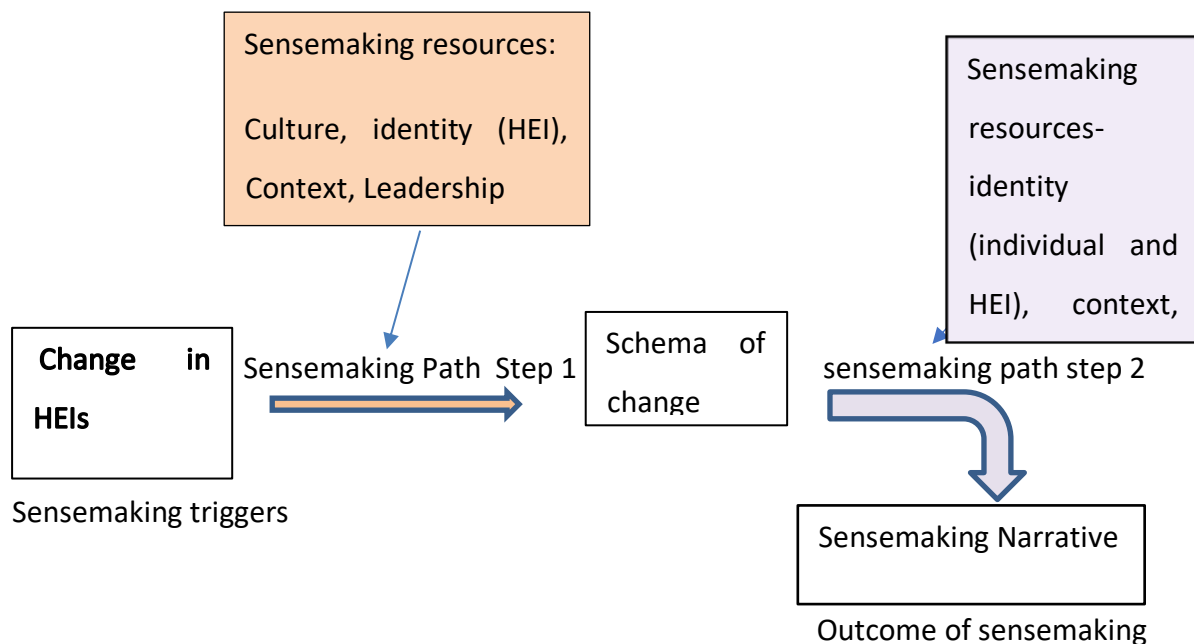 Sensemaking resources:
Culture, identity (HEI),
Context, Leadership
Sensemaking
resources-
identity
(individual and
HEI), context,
Change in
HEIs
Sensemaking Path Step 1
Schema of
change
sensemaking path step 2
Sensemaking triggers
Sensemaking Narrative
Outcome of sensemaking